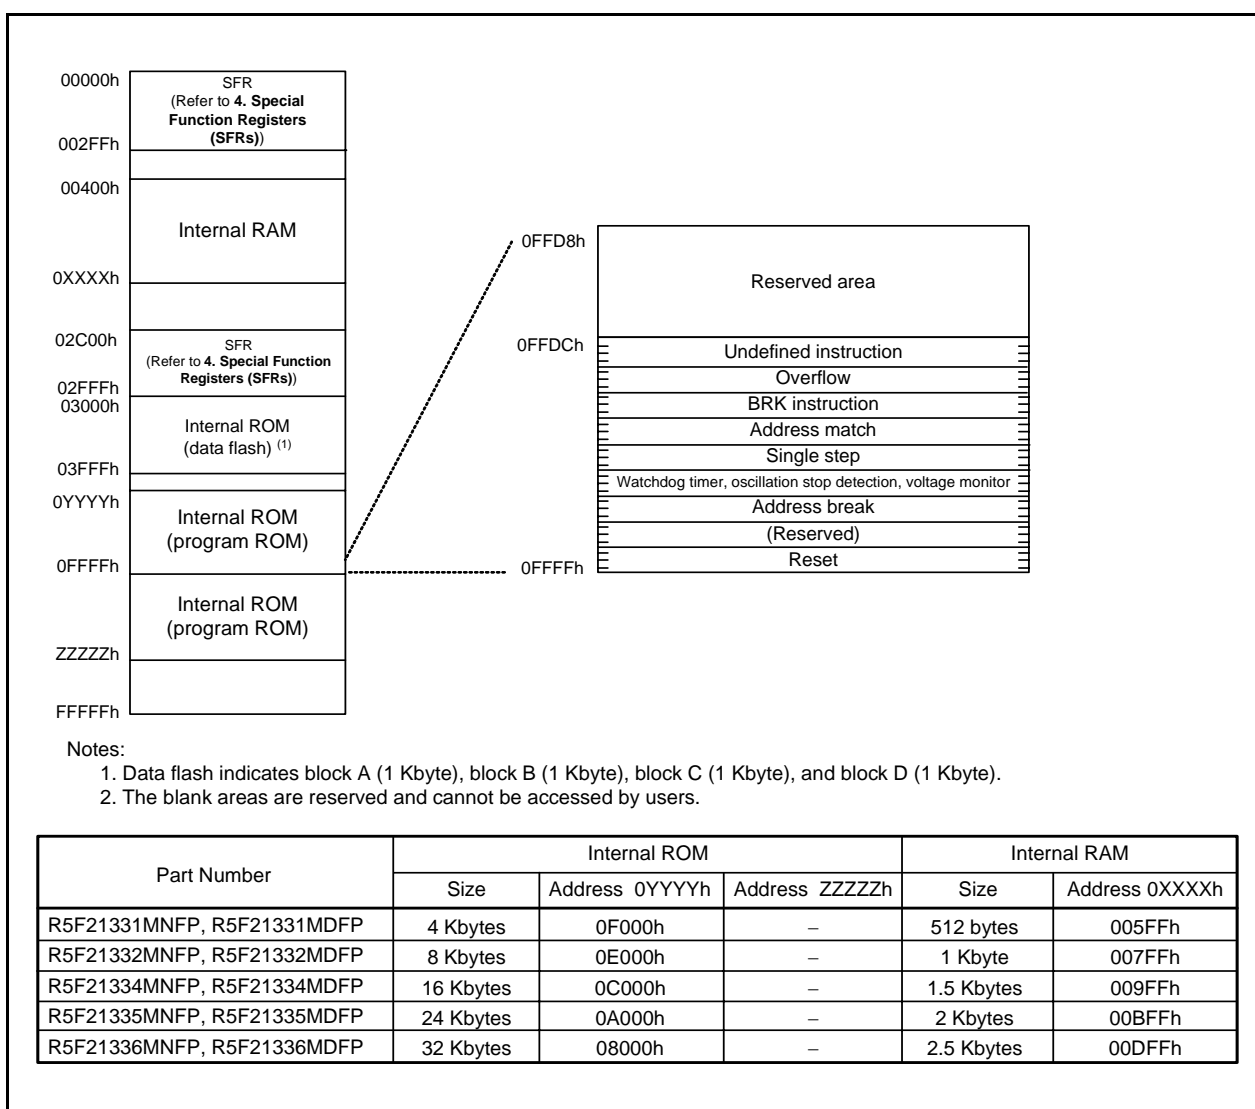 00000h
SFR
(Refer to 4. Special
Function Registers
(SFRs))
002FFh
00400h
Internal RAM
0XXXXh
02C00h
SFR
(Refer to 4. Special Function
Registers (SFRs))
02FFFh
03000h
Internal ROM
(data flash) (1)
03FFFh
0YYYYh
Internal ROM
(program ROM)
0FFFFh
Internal ROM
(program ROM)
ZZZZZh
FFFFFh
0FFD8h
Reserved area
0FFDCh
Undefined instruction
Overflow
BRK instruction
Address match
Single step
Watchdog timer, oscillation stop detection, voltage monitor
Address break
(Reserved)
Reset
0FFFFh
Notes:
1. Data flash indicates block A (1 Kbyte), block B (1 Kbyte), block C (1 Kbyte), and block D (1 Kbyte).
2. The blank areas are reserved and cannot be accessed by users.
Part Number Internal ROM Internal RAM
Size Address 0YYYYh Address ZZZZZh Size Address 0XXXXh
R5F21331MNFP, R5F21331MDFP 4 Kbytes 0F000h – 512 bytes 005FFh
R5F21332MNFP, R5F21332MDFP 8 Kbytes 0E000h – 1 Kbyte 007FFh
R5F21334MNFP, R5F21334MDFP 16 Kbytes 0C000h – 1.5 Kbytes 009FFh
R5F21335MNFP, R5F21335MDFP 24 Kbytes 0A000h – 2 Kbytes 00BFFh
R5F21336MNFP, R5F21336MDFP 32 Kbytes 08000h – 2.5 Kbytes 00DFFh